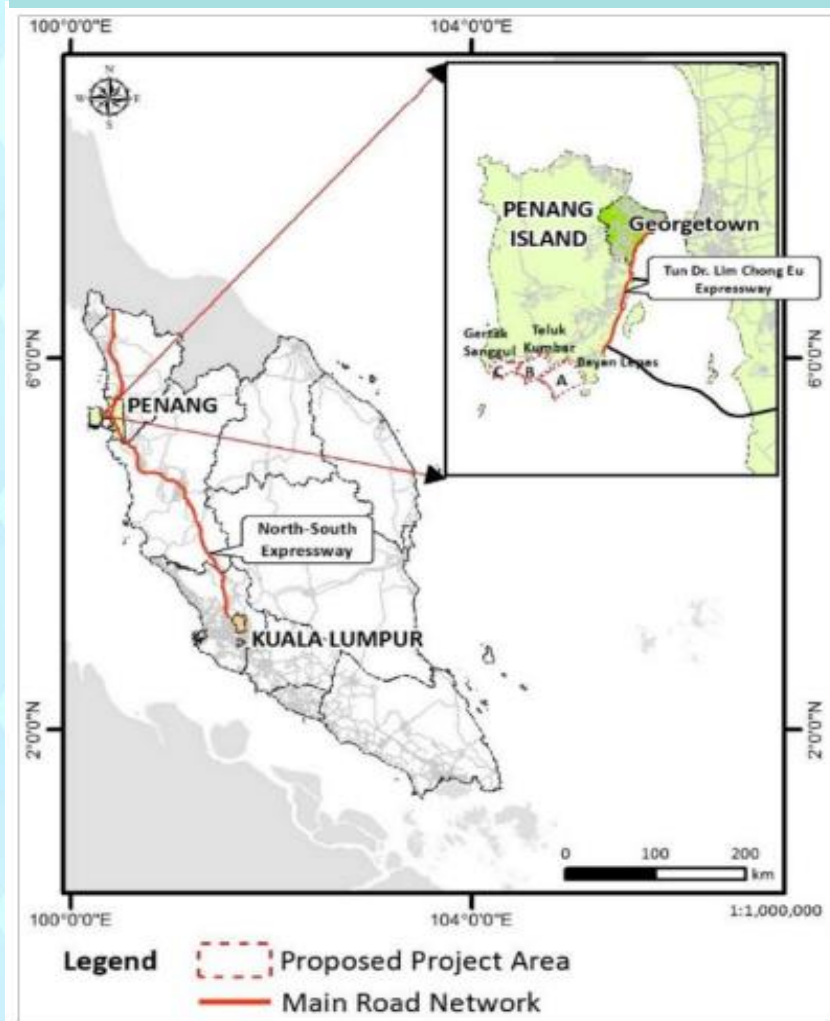 100°0'0"E
104°0'0"E
N
W
E
S
PENANG
ISLAND
Georgetown
Tun Dr. Lim Chong Eu
Expressway
Gertak
Sanggul
Teluk
Kumbar
Bayan Lepas
C
B
A
6°0'0"N
6°0'0"N
PENANG
North-South
Expressway
KUALA LUMPUR
2°0'0"N
2°0'0"N
0
100
200
km
100°0'0"E
104°0'0"E
1:1,000,000
Legend
Proposed Project Area
Main Road Network